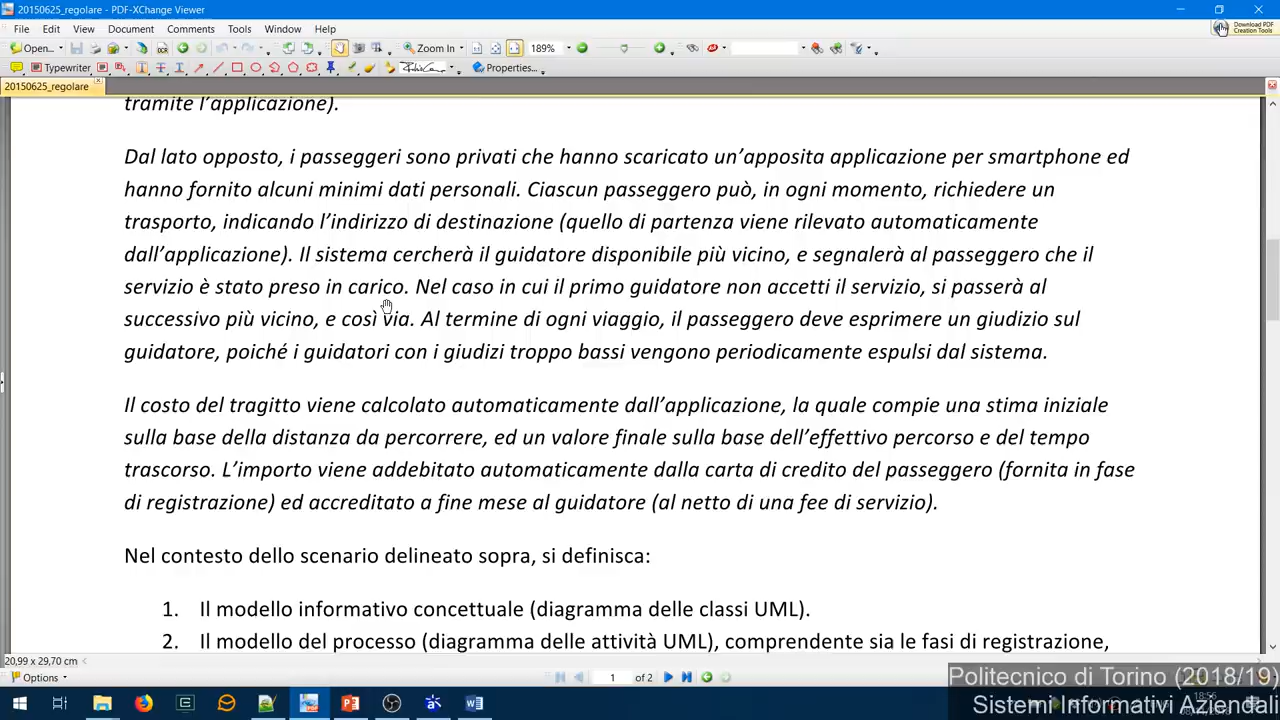 20150625_regolare - PDF-XChange Viewer
File Edit View Document Comments Tools Window Help
Download PDF
Creation Tools
Open... OCR Zoom In 189%
Typewriter Properties...
20150625_regolare
tramite l'applicazione).
Dal lato opposto, i passeggeri sono privati che hanno scaricato un'apposita applicazione per smartphone ed
hanno fornito alcuni minimi dati personali. Ciascun passeggero può, in ogni momento, richiedere un
trasporto, indicando l'indirizzo di destinazione (quello di partenza viene rilevato automaticamente
dall'applicazione). Il sistema cercherà il guidatore disponibile più vicino, e segnalerà al passeggero che il
servizio è stato preso in carico. Nel caso in cui il primo guidatore non accetti il servizio, si passerà al
successivo più vicino, e così via. Al termine di ogni viaggio, il passeggero deve esprimere un giudizio sul
guidatore, poiché i guidatori con i giudizi troppo bassi vengono periodicamente espulsi dal sistema.
Il costo del tragitto viene calcolato automaticamente dall'applicazione, la quale compie una stima iniziale
sulla base della distanza da percorrere, ed un valore finale sulla base dell'effettivo percorso e del tempo
trascorso. L'importo viene addebitato automaticamente dalla carta di credito del passeggero (fornita in fase
di registrazione) ed accreditato a fine mese al guidatore (al netto di una fee di servizio).
Nel contesto dello scenario delineato sopra, si definisca:
1. Il modello informativo concettuale (diagramma delle classi UML).
2. Il modello del processo (diagramma delle attività UML), comprendente sia le fasi di registrazione,
20,99 x 29,70 cm
Options 1 of 2
Politecnico di Torino (2018/19)
18:56
Sistemi Informativi Aziendali